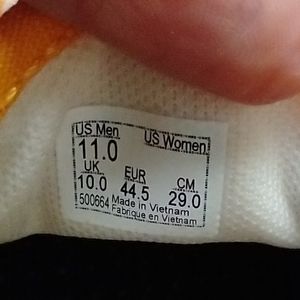 US Men US Women
11.0
UK EUR CM
10.0 44.5 29.0
500664 Made in Vietnam
Fabrique en Vietnam